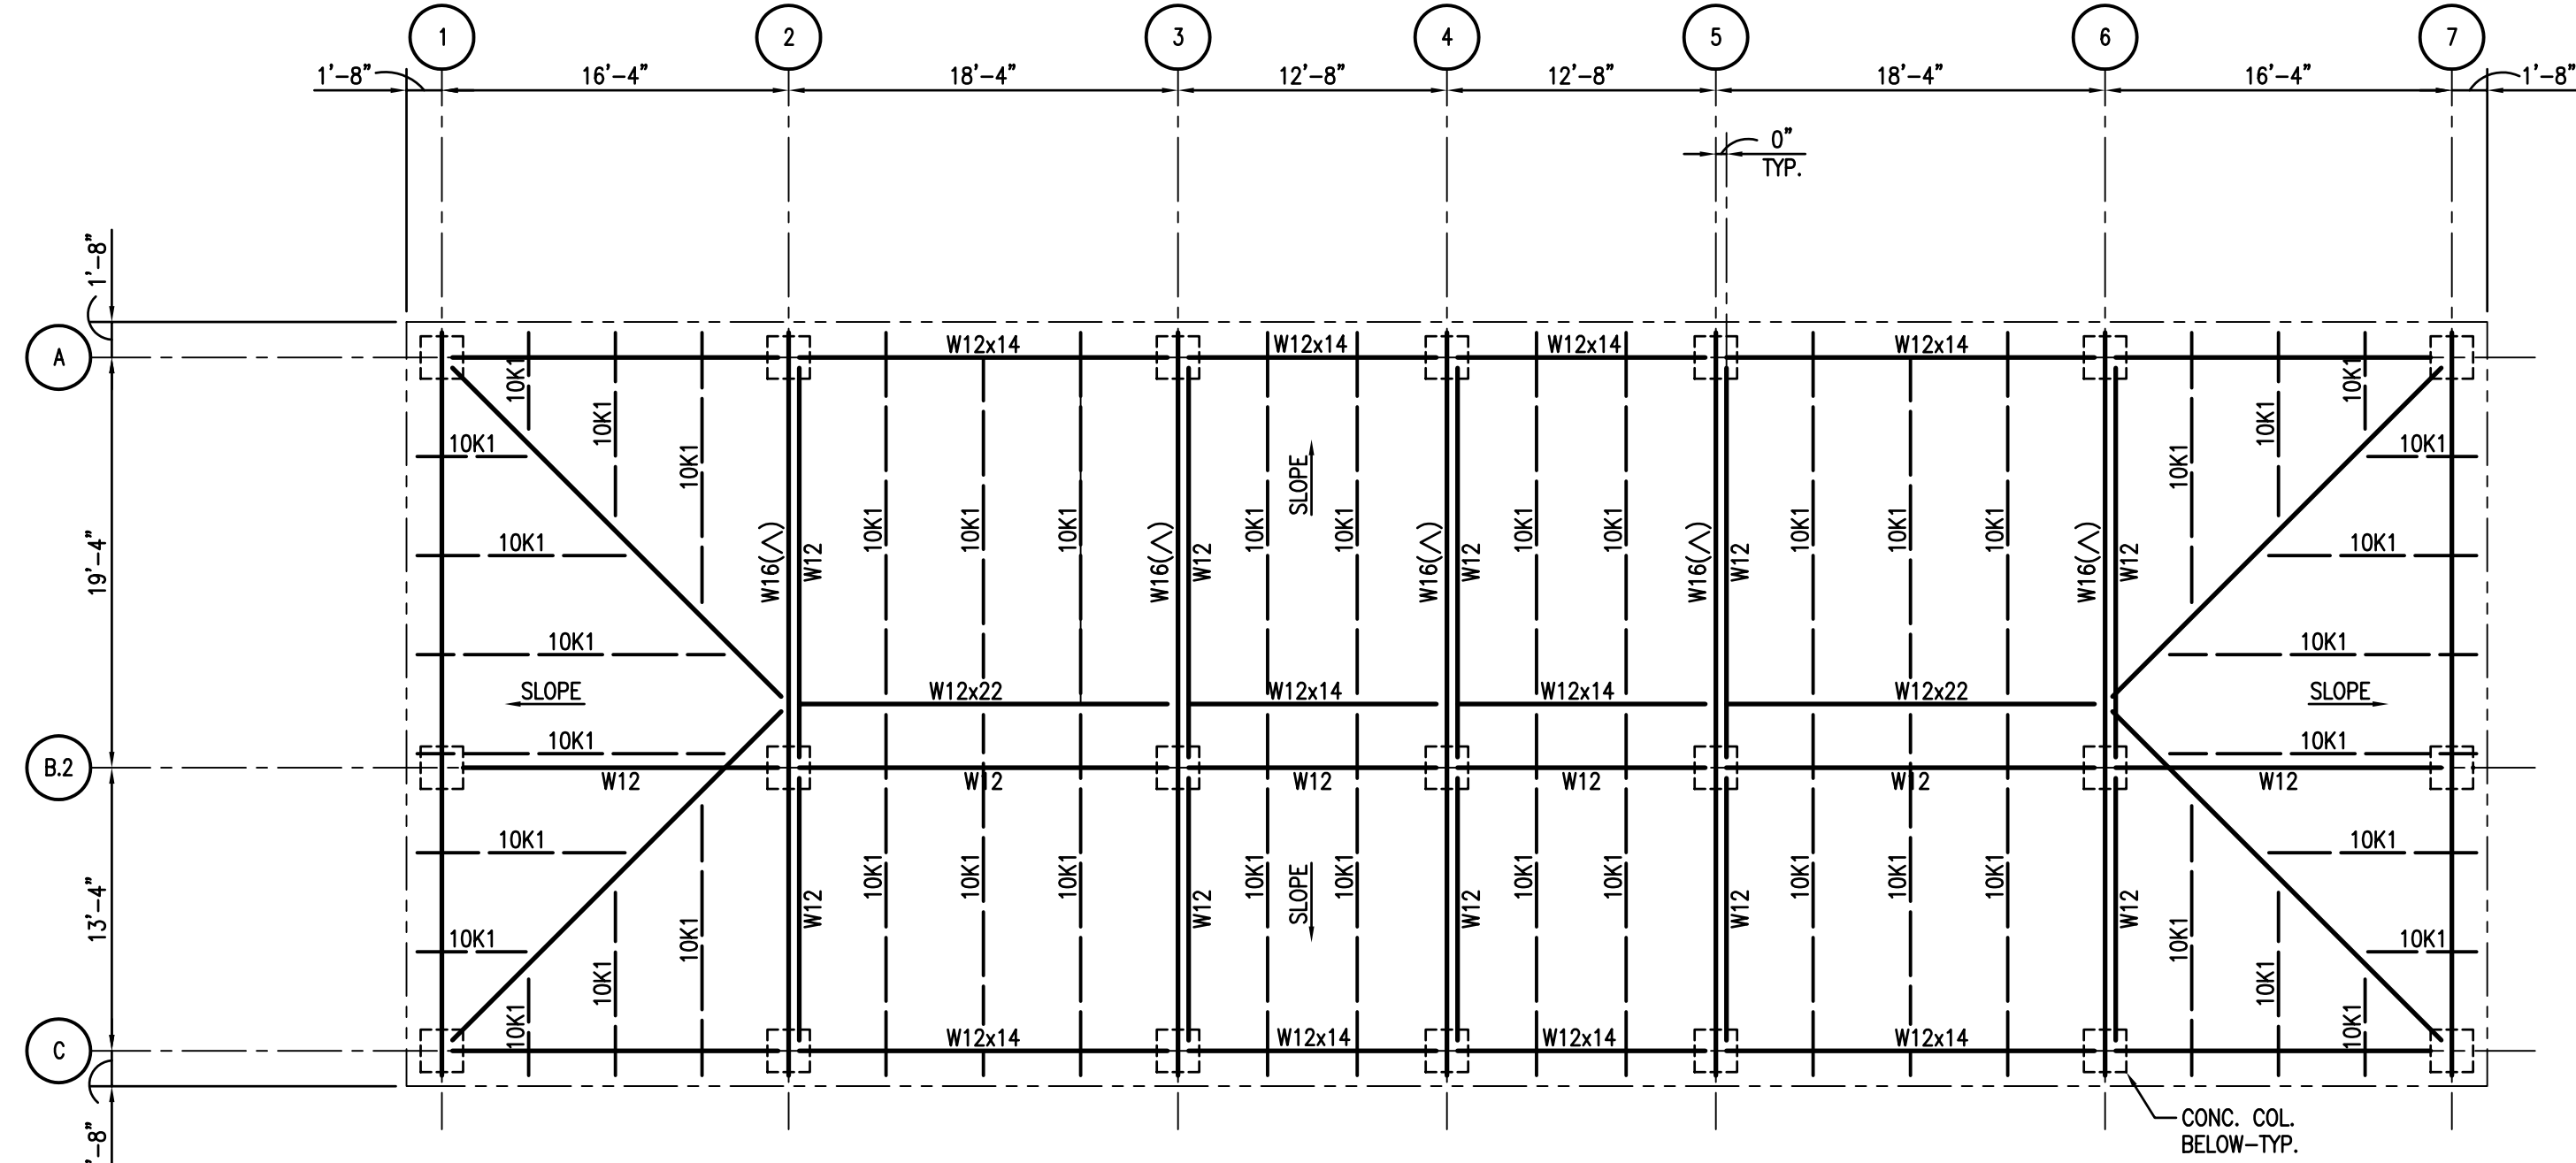 1 2 3 4 5 6 7
1'-8" 16'-4" 18'-4" 12'-8" 12'-8" 18'-4" 16'-4" 1'-8"
0"
TYP.
1'-8"
A
W12x14 W12x14 W12x14 W12x14
10K1 10K1
10K1 10K1
10K1 10K1
10K1 10K1
SLOPE
10K1 10K1 10K1 10K1 10K1 10K1 10K1 10K1 10K1 10K1
W16(<) W16(<) W16(<) W16(<) W16(<)
W12 W12 W12 W12 W12
19'-4"
10K1 10K1
10K1 10K1
SLOPE W12x22 W12x14 W12x14 W12x22 SLOPE
10K1 10K1
B.2
W12 W12 W12 W12 W12 W12
10K1 10K1
10K1 10K1 10K1 10K1 10K1 10K1 10K1 10K1 10K1 10K1
SLOPE
W12 W12 W12 W12 W12
13'-4"
10K1 10K1
10K1 10K1
10K1 10K1
10K1 10K1
C
W12x14 W12x14 W12x14 W12x14
'-8"
CONC. COL.
BELOW-TYP.